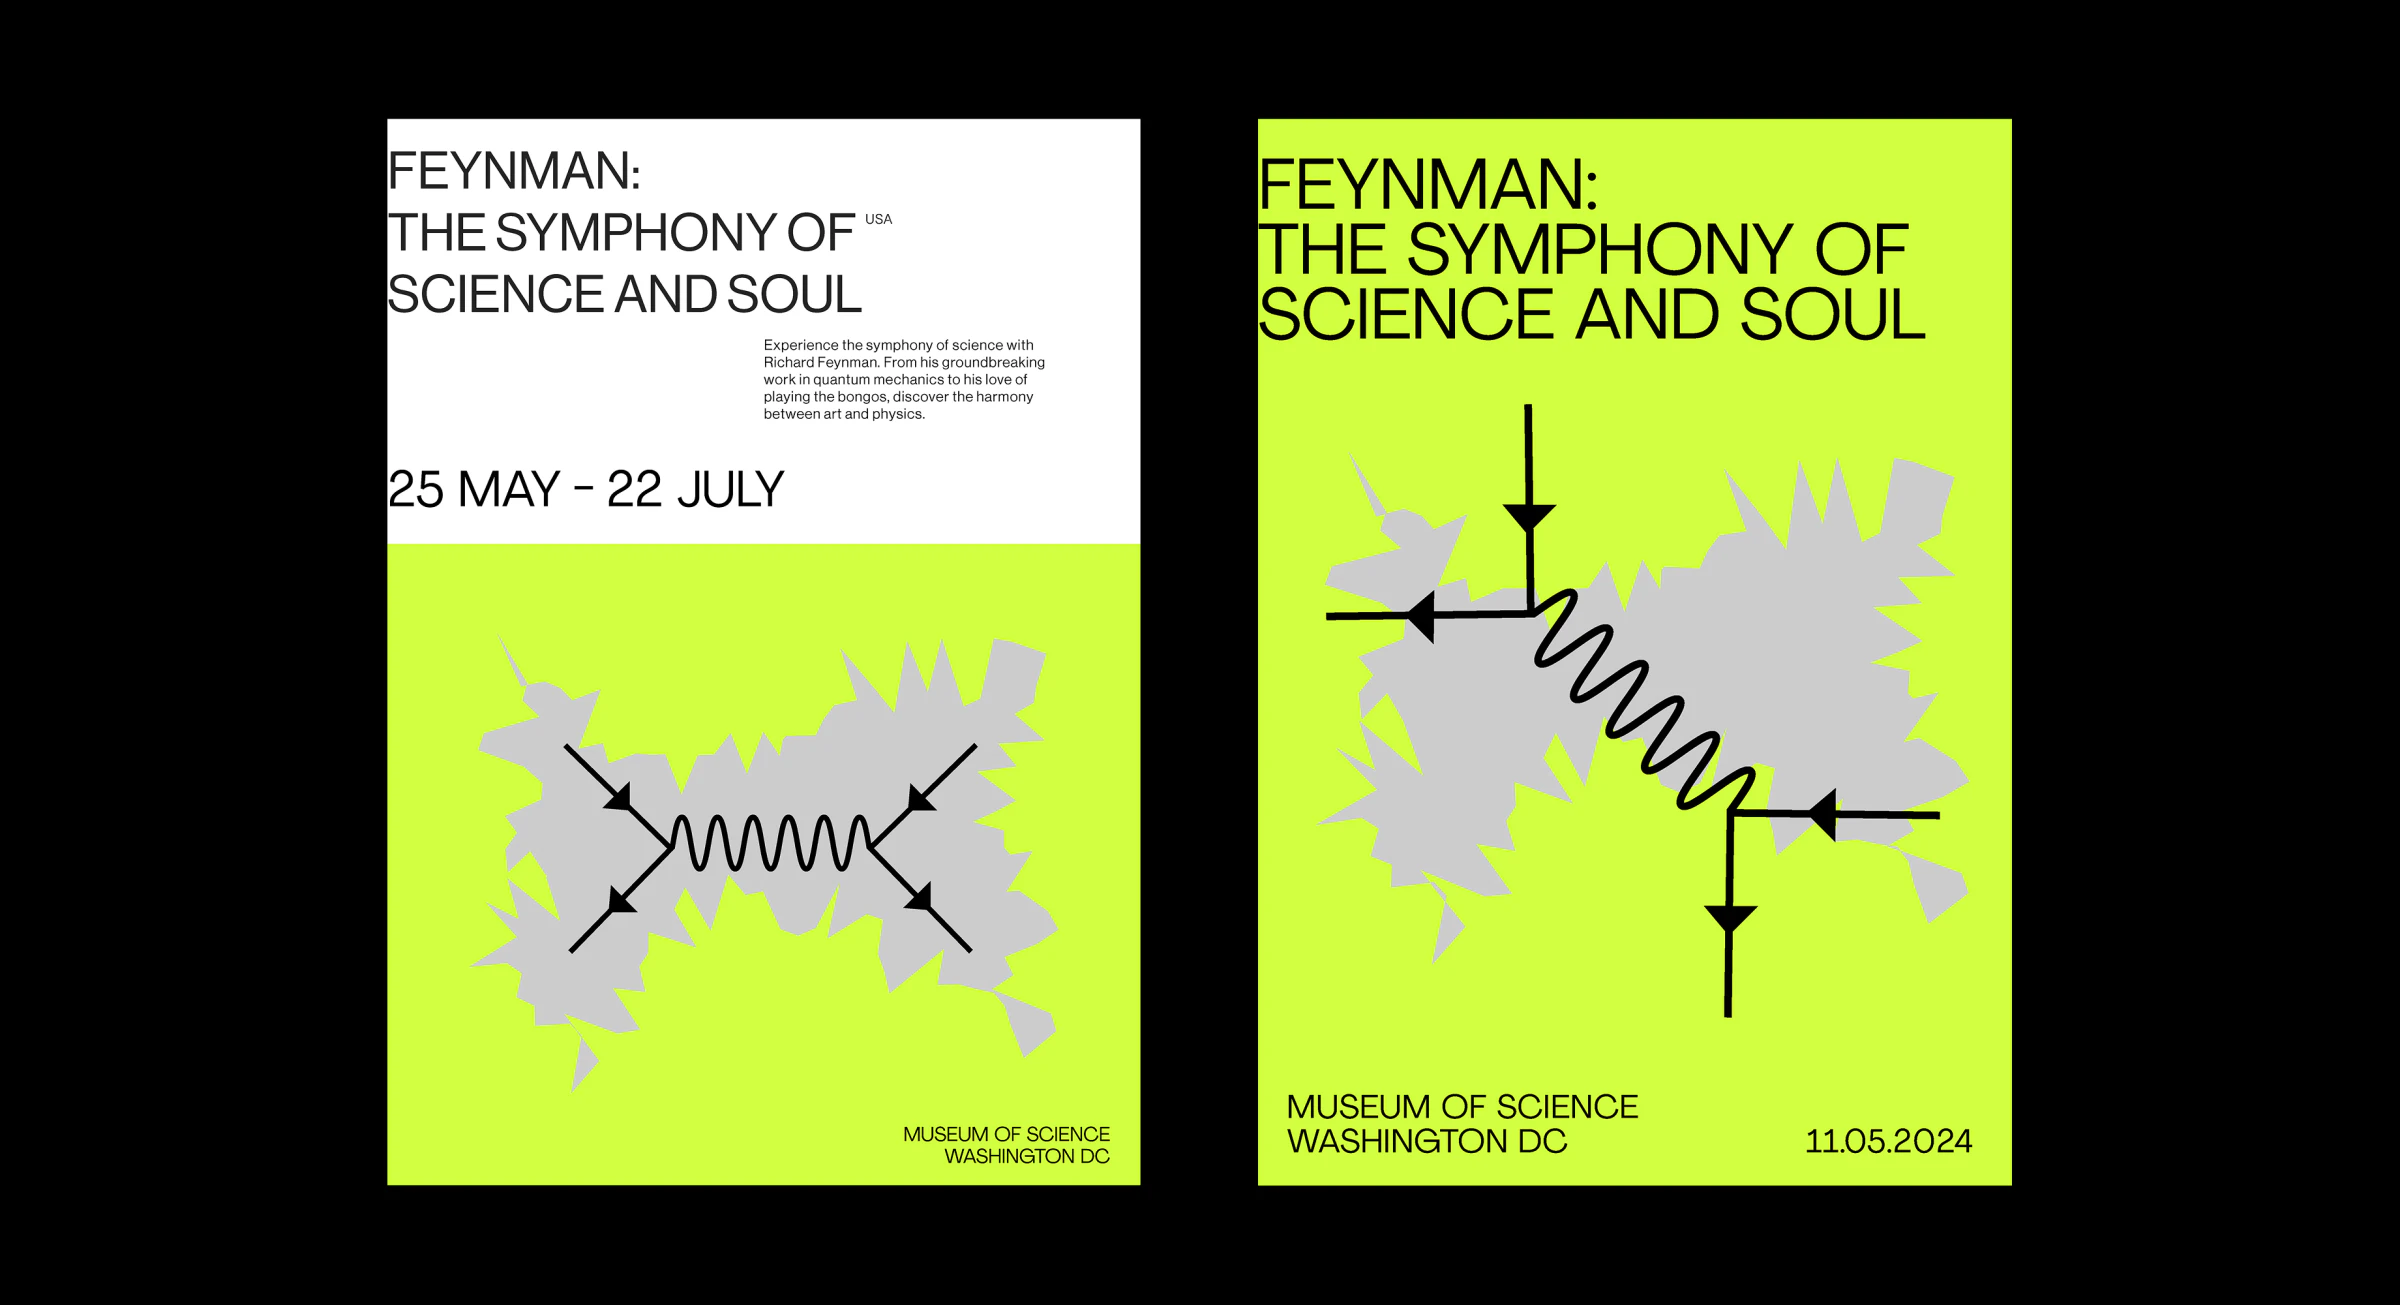 FEYNMAN:
THE SYMPHONY OF USA
SCIENCE AND SOUL
Experience the symphony of science with
Richard Feynman. From his groundbreaking
work in quantum mechanics to his love of
playing the bongos, discover the harmony
between art and physics.
25 MAY – 22 JULY
MUSEUM OF SCIENCE
WASHINGTON DC
FEYNMAN:
THE SYMPHONY OF
SCIENCE AND SOUL
MUSEUM OF SCIENCE
WASHINGTON DC
11.05.2024